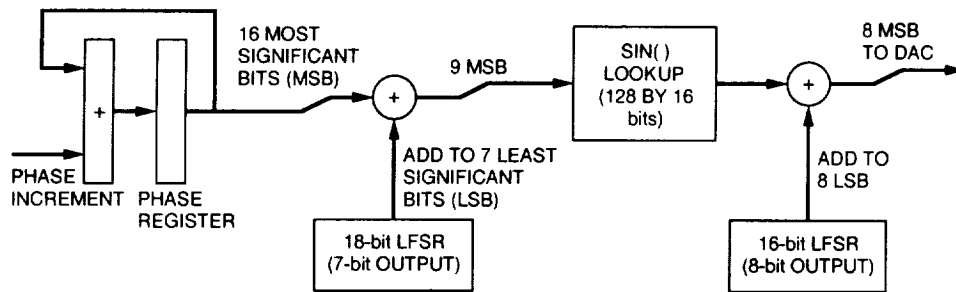 +
PHASE
INCREMENT
PHASE
REGISTER
16 MOST
SIGNIFICANT
BITS (MSB)
+
ADD TO 7 LEAST
SIGNIFICANT
BITS (LSB)
18-bit LFSR
(7-bit OUTPUT)
9 MSB
SIN( )
LOOKUP
(128 BY 16
bits)
+
ADD TO
8 LSB
16-bit LFSR
(8-bit OUTPUT)
8 MSB
TO DAC